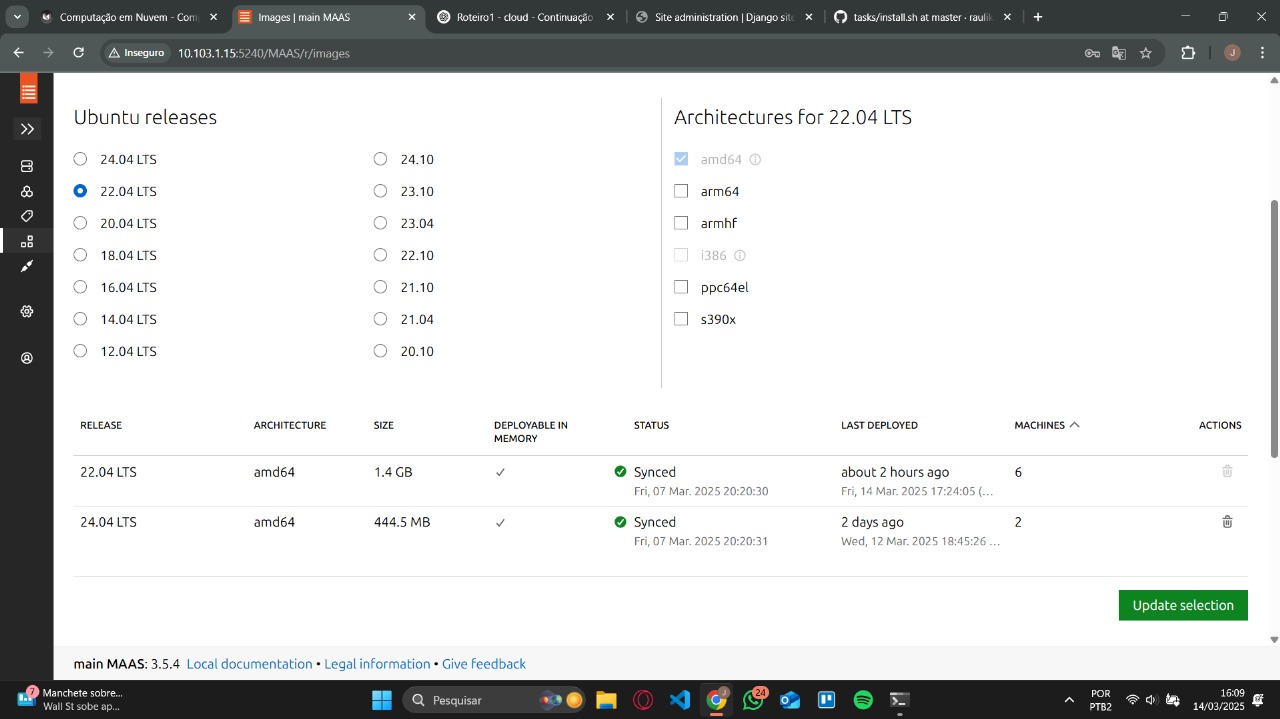 Computação em Nuvem - Comp
Images | main MAAS
Roteiro1 - cloud - Continuação
Site administration | Django site
tasks/install.sh at master · raulik
Inseguro
10.103.1.15:5240/MAAS/r/images
J
Ubuntu releases
Architectures for 22.04 LTS
24.04 LTS
24.10
amd64
22.04 LTS
23.10
arm64
20.04 LTS
23.04
armhf
18.04 LTS
22.10
i386
16.04 LTS
21.10
ppc64el
14.04 LTS
21.04
s390x
12.04 LTS
20.10
RELEASE ARCHITECTURE SIZE DEPLOYABLE IN MEMORY STATUS LAST DEPLOYED MACHINES ACTIONS
22.04 LTS amd64 1.4 GB Synced about 2 hours ago 6
Fri, 07 Mar. 2025 20:20:30 Fri, 14 Mar. 2025 17:24:05 (...
24.04 LTS amd64 444.5 MB Synced 2 days ago 2
Fri, 07 Mar. 2025 20:20:31 Wed, 12 Mar. 2025 18:45:26 ...
Update selection
main MAAS: 3.5.4 Local documentation • Legal information • Give feedback
7
Manchete sobre...
Wall St sobe ap...
Pesquisar
J
24
POR
PTB2
16:09
14/03/2025